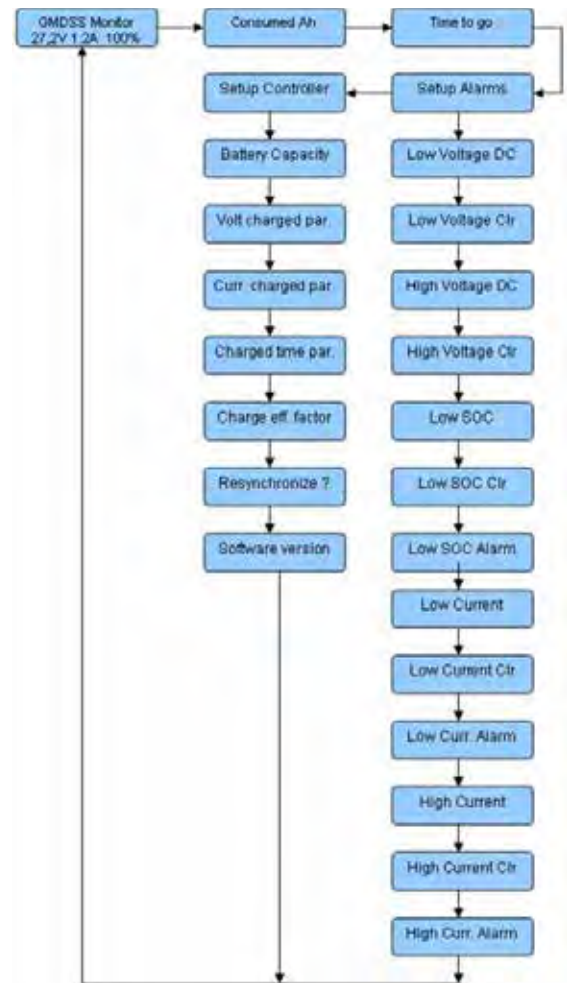 GMDSS Monitor
27,2V 1,2A 100%
Consumed Ah
Time to go
Setup Controller
Setup Alarms
Battery Capacity
Low Voltage DC
Volt charged par.
Low Voltage Clr
Curr. charged par.
High Voltage DC
Charged time par.
High Voltage Clr
Charge eff. factor
Low SOC
Resynchronize ?
Low SOC Clr
Software version
Low SOC Alarm
Low Current
Low Current Clr
Low Curr. Alarm
High Current
High Current Clr
High Curr. Alarm